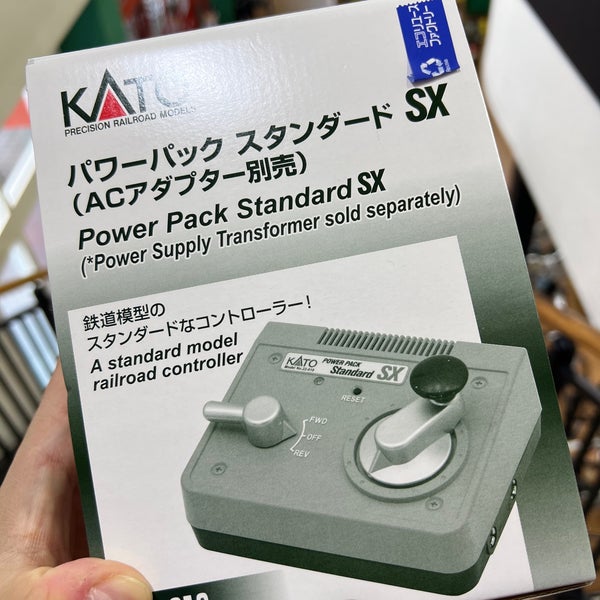 KATO
PRECISION RAILROAD MODELS
パワーパック スタンダード SX
(ACアダプター別売)
Power Pack Standard SX
(*Power Supply Transformer sold separately)
鉄道模型の
スタンダードなコントローラー!
A standard model
railroad controller
KATO
POWER PACK
Standard SX
RESET
FWD
OFF
REV